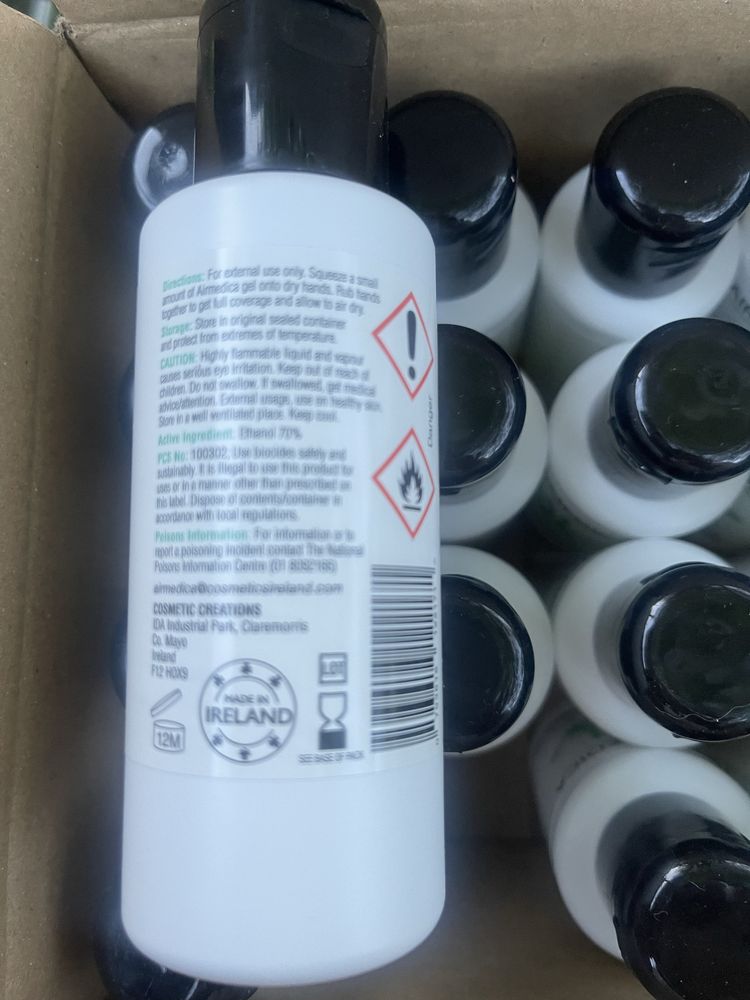 Directions: For external use only. Squeeze a small
amount of Airmedica gel onto dry hands. Rub hands
together to get full coverage and allow to air dry.
Storage: Store in original sealed container
and protect from extremes of temperature.
CAUTION: Highly flammable liquid and vapour
causes serious eye irritation. Keep out of reach of
children. Do not swallow. If swallowed, get medical
advice/attention. External usage, use on healthy skin.
Store in a well ventilated place. Keep cool.
Active Ingredient: Ethanol 70%
PCS No: 100302, Use biocides safely and
sustainably. It is illegal to use this product for
uses or in a manner other than prescribed on
this label. Dispose of contents/container in
accordance with local regulations.
Poisons Information: For information or to
report a poisoning incident contact The National
Poisons Information Centre (01 8092166)
airmedica@cosmeticsireland.com
COSMETIC CREATIONS
IDA Industrial Park, Claremorris
Co. Mayo
Ireland
F12 H0X9
12M
MADE IN
IRELAND
LOT
SEE BASE OF PACK
Danger